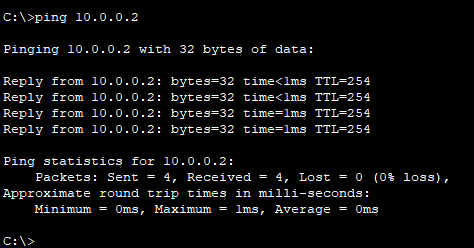 C:\>ping 10.0.0.2
Pinging 10.0.0.2 with 32 bytes of data:
Reply from 10.0.0.2: bytes=32 time<1ms TTL=254
Reply from 10.0.0.2: bytes=32 time<1ms TTL=254
Reply from 10.0.0.2: bytes=32 time=1ms TTL=254
Reply from 10.0.0.2: bytes=32 time=1ms TTL=254
Ping statistics for 10.0.0.2:
Packets: Sent = 4, Received = 4, Lost = 0 (0% loss),
Approximate round trip times in milli-seconds:
Minimum = 0ms, Maximum = 1ms, Average = 0ms
C:\>